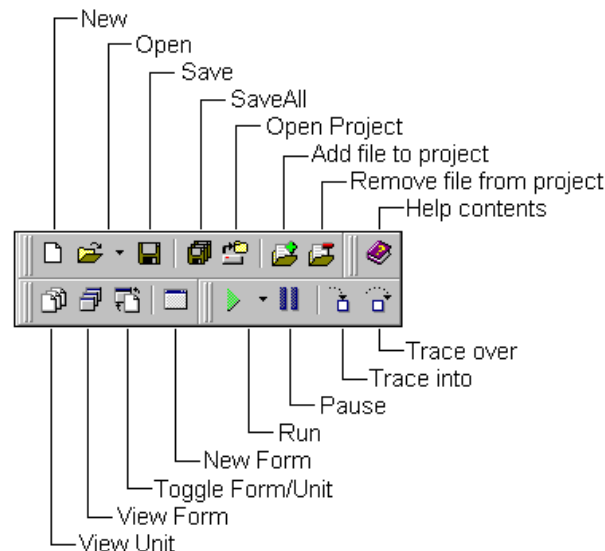 New
Open
Save
SaveAll
Open Project
Add file to project
Remove file from project
Help contents
Trace over
Trace into
Pause
Run
New Form
Toggle Form/Unit
View Form
View Unit